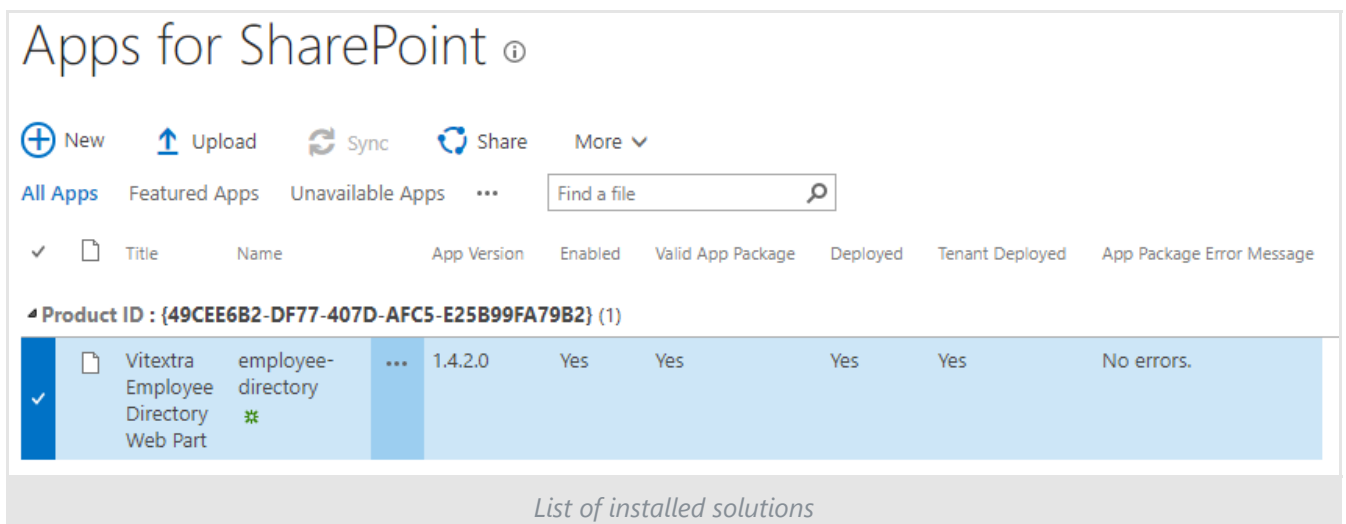 Apps for SharePoint
New Upload Sync Share More
All Apps Featured Apps Unavailable Apps ••• Find a file
Title Name App Version Enabled Valid App Package Deployed Tenant Deployed App Package Error Message
Product ID : {49CEE6B2-DF77-407D-AFC5-E25B99FA79B2} (1)
Vitextra employee- ••• 1.4.2.0 Yes Yes Yes Yes No errors.
Employee directory
Directory
Web Part
List of installed solutions